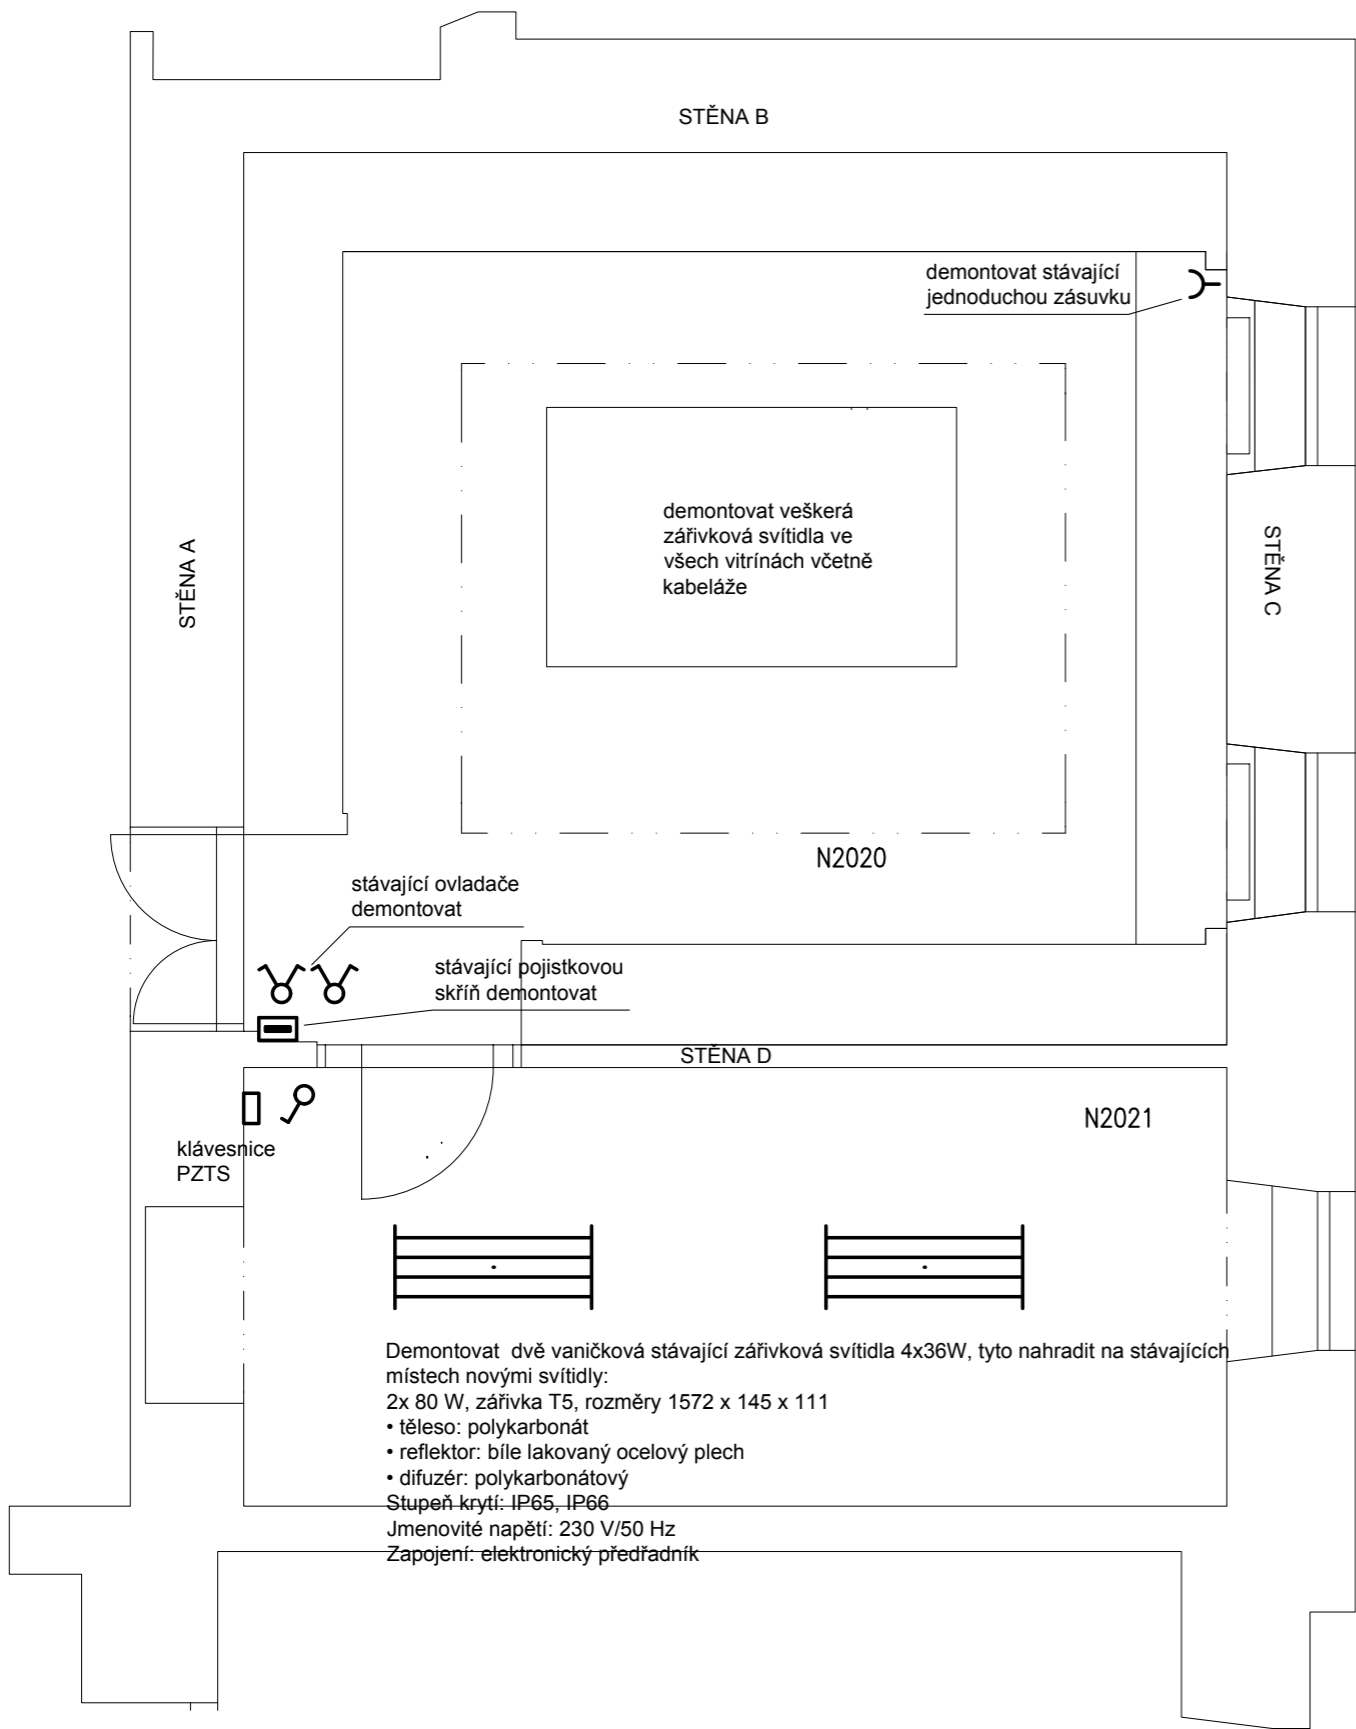 STĚNA B
demontovat stávající
jednoduchou zásuvku
demontovat veškerá
zářivková svítidla ve
všech vitrínách včetně
kabeláže
STĚNA A
STĚNA C
N2020
stávající ovladače
demontovat
stávající pojistkovou
skříň demontovat
STĚNA D
N2021
klávesnice
PZTS
Demontovat dvě vaničková stávající zářivková svítidla 4x36W, tyto nahradit na stávajících
místech novými svítidly:
2x 80 W, zářivka T5, rozměry 1572 x 145 x 111
• těleso: polykarbonát
• reflektor: bíle lakovaný ocelový plech
• difuzér: polykarbonátový
Stupeň krytí: IP65, IP66
Jmenovité napětí: 230 V/50 Hz
Zapojení: elektronický předřadník